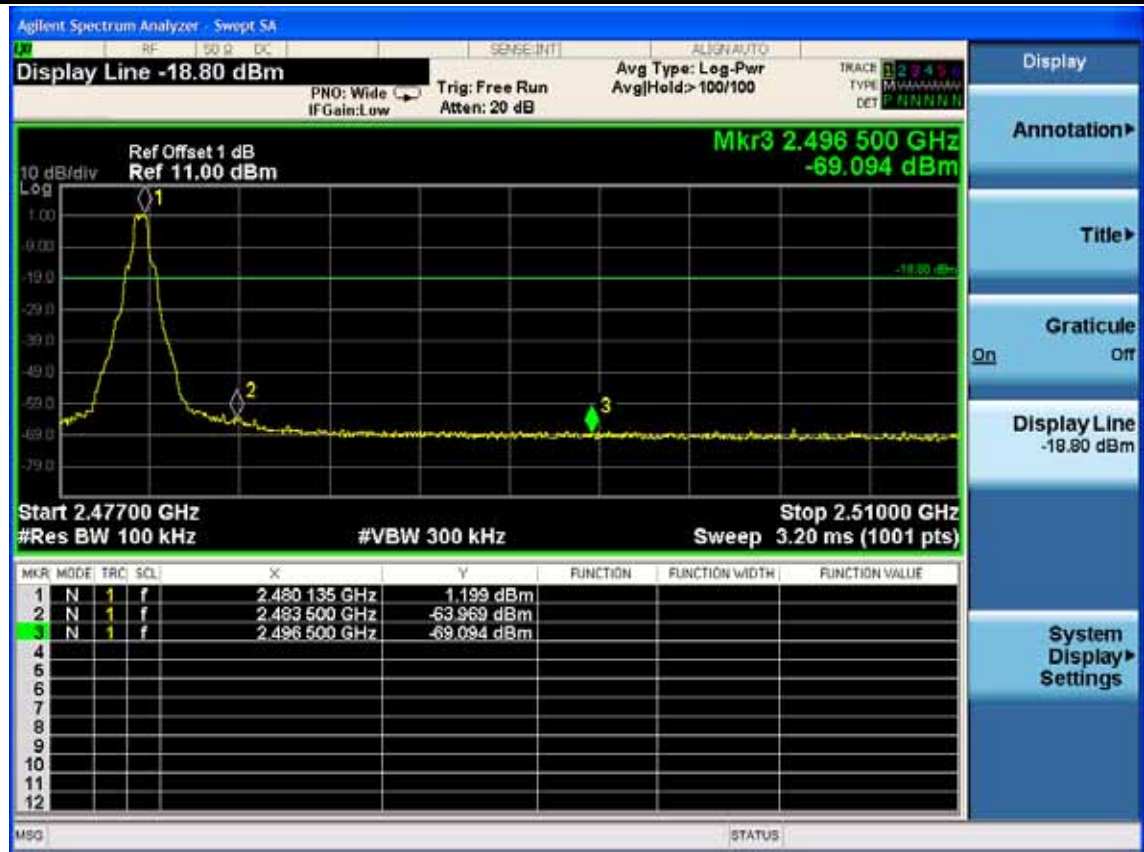 Agilent Spectrum Analyzer - Swept SA
RF 50 Ω DC SENSE:INT ALIGNAUTO
Display Line -18.80 dBm
PNO: Wide
IFGain:Low
Trig: Free Run
Atten: 20 dB
Avg Type: Log-Pwr
Avg|Hold:> 100/100
TRACE 1 2 3 4 5 6
TYPE M
DET P N N N N N
Mkr3 2.496 500 GHz
-69.094 dBm
Ref Offset 1 dB
10 dB/div Ref 11.00 dBm
Log
1.00
-9.00
-19.0
-29.0
-39.0
-49.0
-59.0
-69.0
-79.0
1
2
3
-18.80 dBm
Start 2.47700 GHz Stop 2.51000 GHz
#Res BW 100 kHz #VBW 300 kHz Sweep 3.20 ms (1001 pts)
MKR MODE TRC SCL X Y FUNCTION FUNCTION WIDTH FUNCTION VALUE
1 N 1 f 2.480 135 GHz 1.199 dBm
2 N 1 f 2.483 500 GHz -63.969 dBm
3 N 1 f 2.496 500 GHz -69.094 dBm
4
5
6
7
8
9
10
11
12
MSG STATUS
Display
Annotation
Title
Graticule
On Off
Display Line
-18.80 dBm
System
Display
Settings